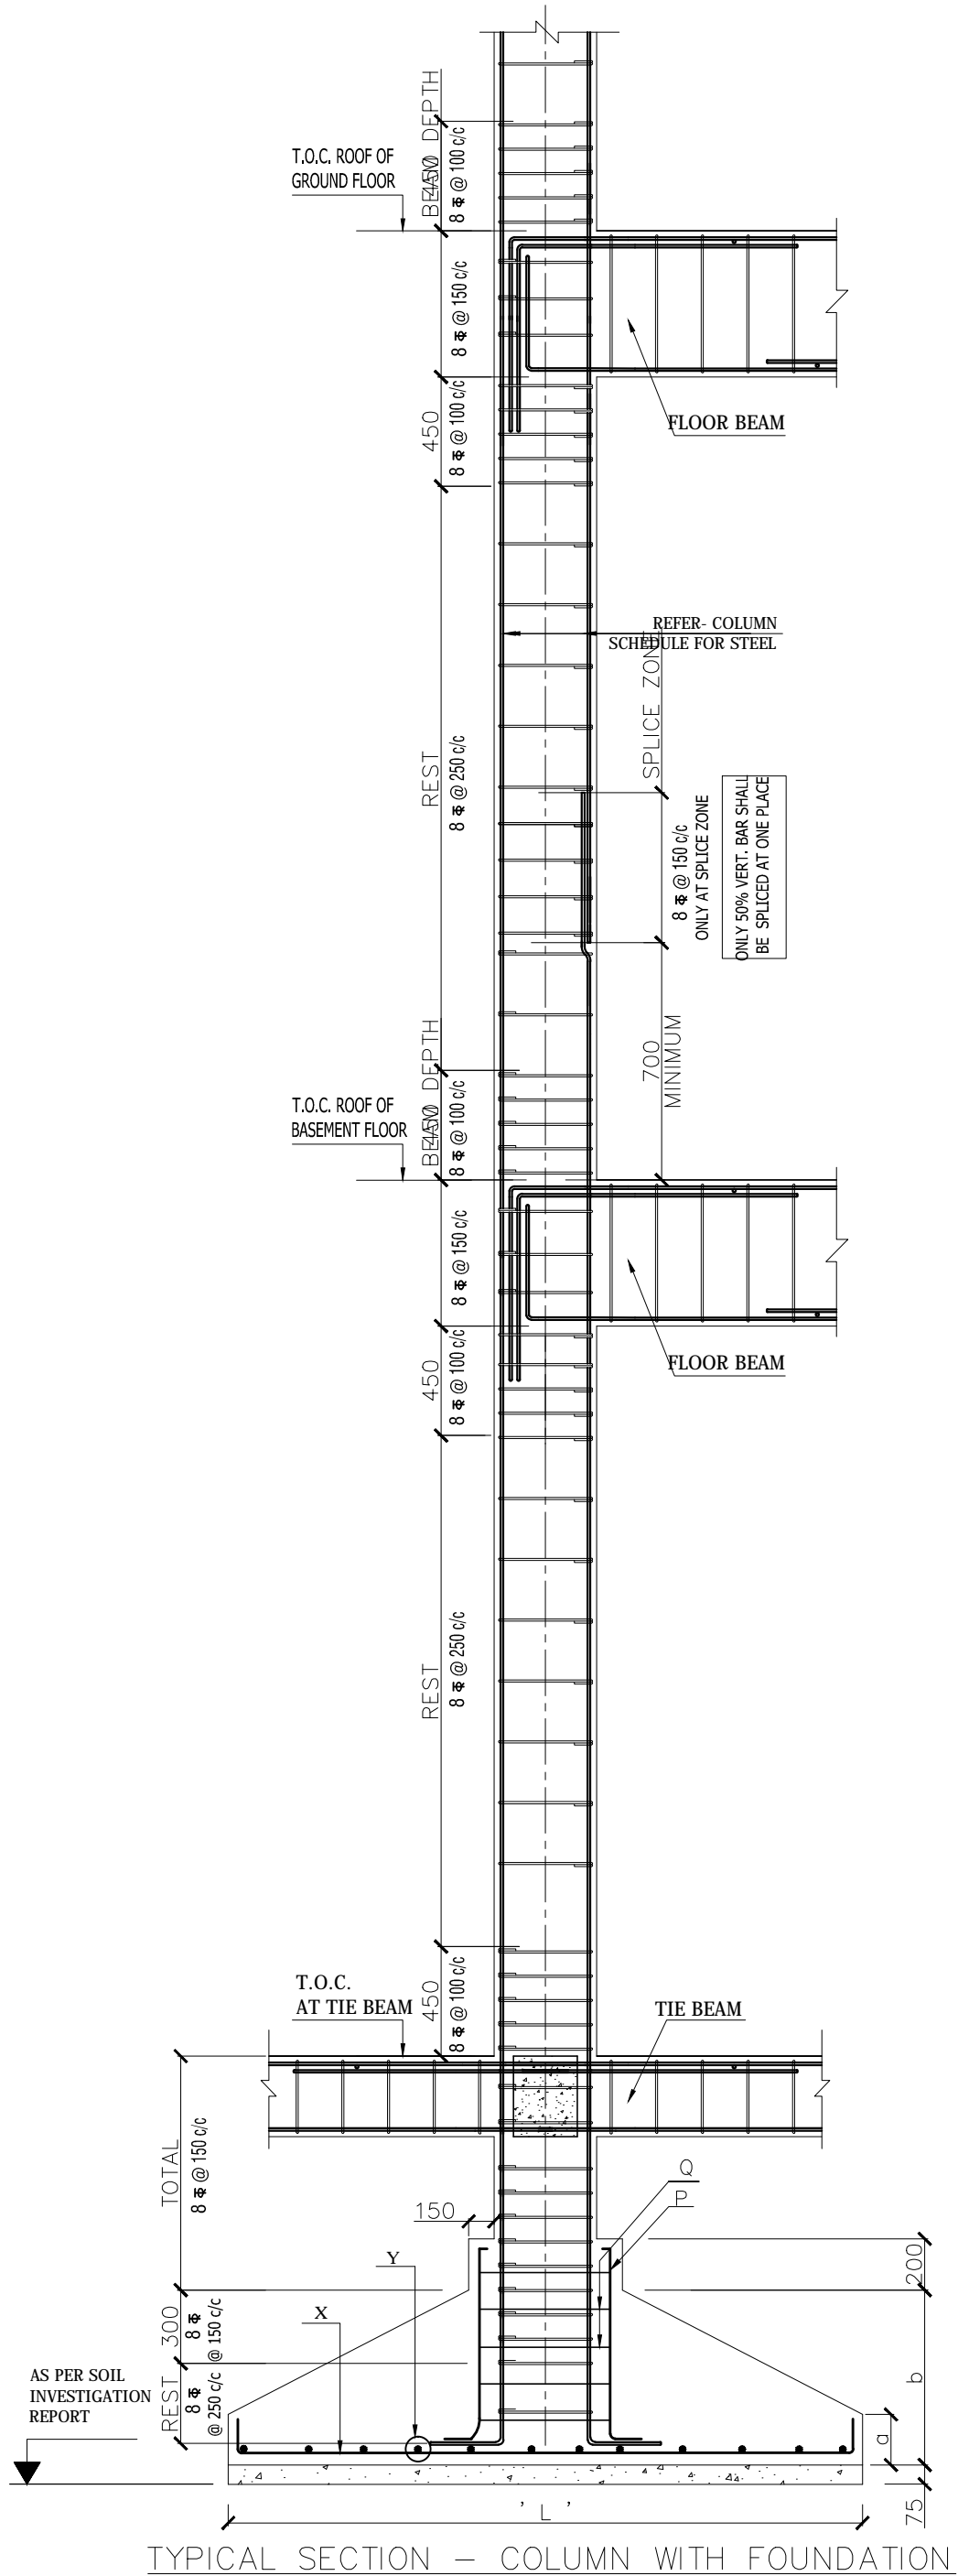 BEAM DEPTH
450
8 Φ @ 100 c/c
T.O.C. ROOF OF
GROUND FLOOR
8 Φ @ 150 c/c
450
8 Φ @ 100 c/c
FLOOR BEAM
REFER- COLUMN
SCHEDULE FOR STEEL
SPLICE ZONE
REST
8 Φ @ 250 c/c
8 Φ @ 150 c/c
ONLY AT SPLICE ZONE
ONLY 50% VERT. BAR SHALL
BE SPLICED AT ONE PLACE
700
MINIMUM
BEAM DEPTH
450
8 Φ @ 100 c/c
T.O.C. ROOF OF
BASEMENT FLOOR
8 Φ @ 150 c/c
450
8 Φ @ 100 c/c
FLOOR BEAM
REST
8 Φ @ 250 c/c
450
8 Φ @ 100 c/c
T.O.C.
AT TIE BEAM
TIE BEAM
TOTAL
8 Φ @ 150 c/c
Q
P
150
Y
X
200
300
8 Φ
@ 150 c/c
REST
8 Φ
@ 250 c/c
AS PER SOIL
INVESTIGATION
REPORT
b
a
75
' L '
TYPICAL SECTION - COLUMN WITH FOUNDATION